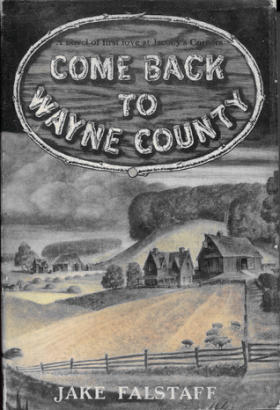 A novel of first love at Jacoby's Corners
COME BACK
TO
WAYNE COUNTY
JAKE FALSTAFF